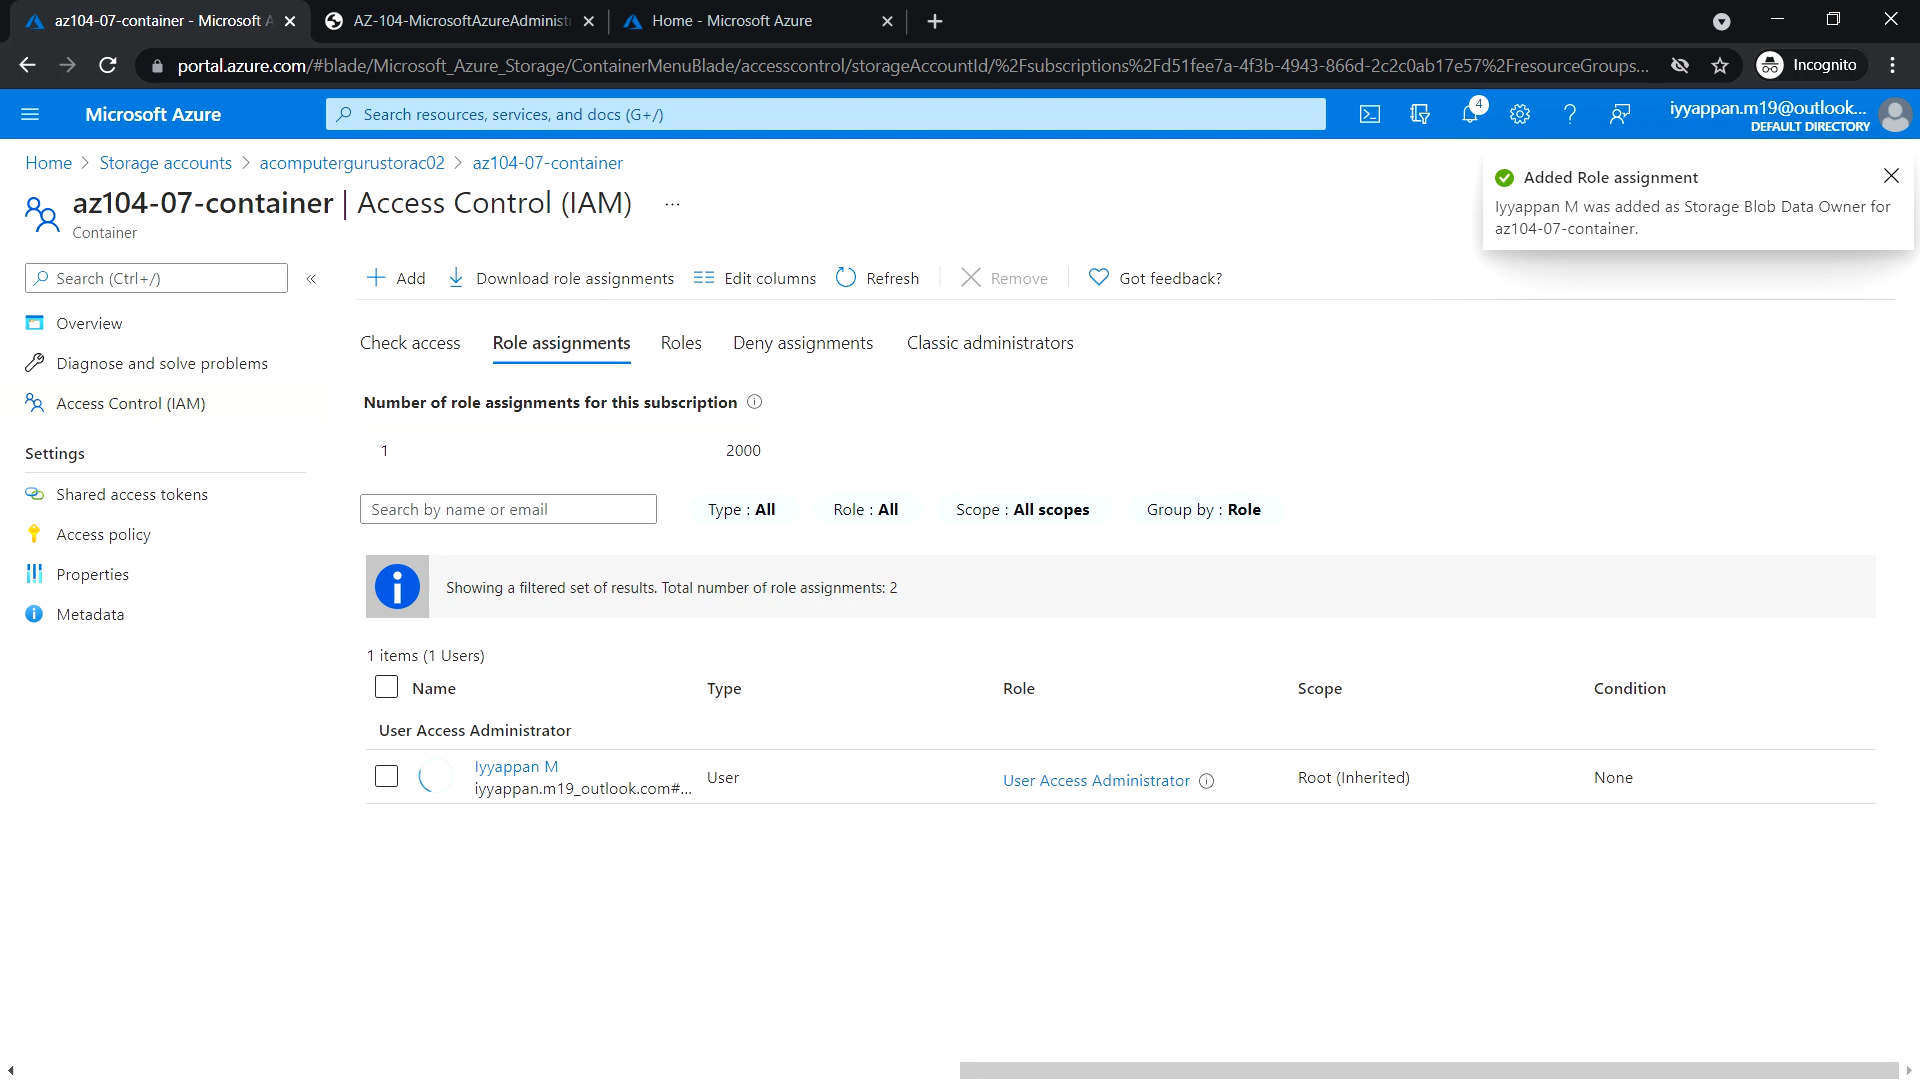 az104-07-container - Microsoft A
AZ-104-MicrosoftAzureAdminist
Home - Microsoft Azure
portal.azure.com/#blade/Microsoft_Azure_Storage/ContainerMenuBlade/accesscontrol/storageAccountId/%2Fsubscriptions%2Fd51fee7a-4f3b-4943-866d-2c2c0ab17e57%2FresourceGroups...
Incognito
Microsoft Azure
Search resources, services, and docs (G+/)
4
iyyappan.m19@outlook...
DEFAULT DIRECTORY
Home > Storage accounts > acomputergurustorac02 > az104-07-container
az104-07-container | Access Control (IAM) ...
Container
Added Role assignment
Iyyappan M was added as Storage Blob Data Owner for
az104-07-container.
Search (Ctrl+/)
«
Overview
Diagnose and solve problems
Access Control (IAM)
Settings
Shared access tokens
Access policy
Properties
Metadata
Add
Download role assignments
Edit columns
Refresh
Remove
Got feedback?
Check access
Role assignments
Roles
Deny assignments
Classic administrators
Number of role assignments for this subscription
1
2000
Search by name or email
Type : All
Role : All
Scope : All scopes
Group by : Role
Showing a filtered set of results. Total number of role assignments: 2
1 items (1 Users)
Name
Type
Role
Scope
Condition
User Access Administrator
Iyyappan M
iyyappan.m19_outlook.com#...
User
User Access Administrator
Root (Inherited)
None